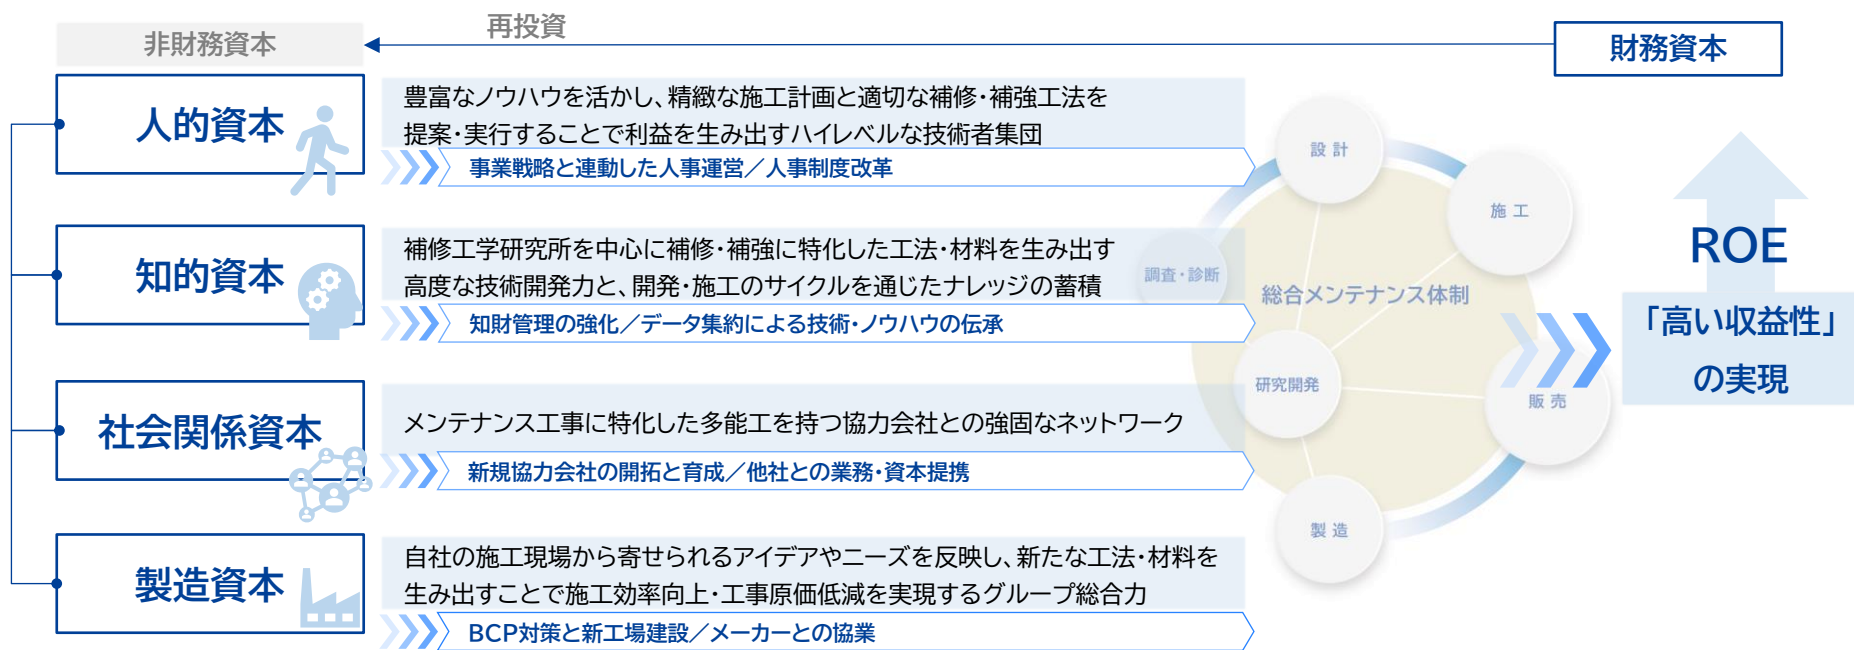 再投資
非財務資本
財務資本
人的資本
豊富なノウハウを活かし、精緻な施工計画と適切な補修・補強工法を
提案・実行することで利益を生み出すハイレベルな技術者集団
事業戦略と連動した人事運営／人事制度改革
知的資本
補修工学研究所を中心に補修・補強に特化した工法・材料を生み出す
高度な技術開発力と、開発・施工のサイクルを通じたナレッジの蓄積
知財管理の強化／データ集約による技術・ノウハウの伝承
社会関係資本
メンテナンス工事に特化した多能工を持つ協力会社との強固なネットワーク
新規協力会社の開拓と育成／他社との業務・資本提携
製造資本
自社の施工現場から寄せられるアイデアやニーズを反映し、新たな工法・材料を
生み出すことで施工効率向上・工事原価低減を実現するグループ総合力
BCP対策と新工場建設／メーカーとの協業
設計
施工
調査・診断
総合メンテナンス体制
研究開発
販売
製造
ROE
「高い収益性」
の実現